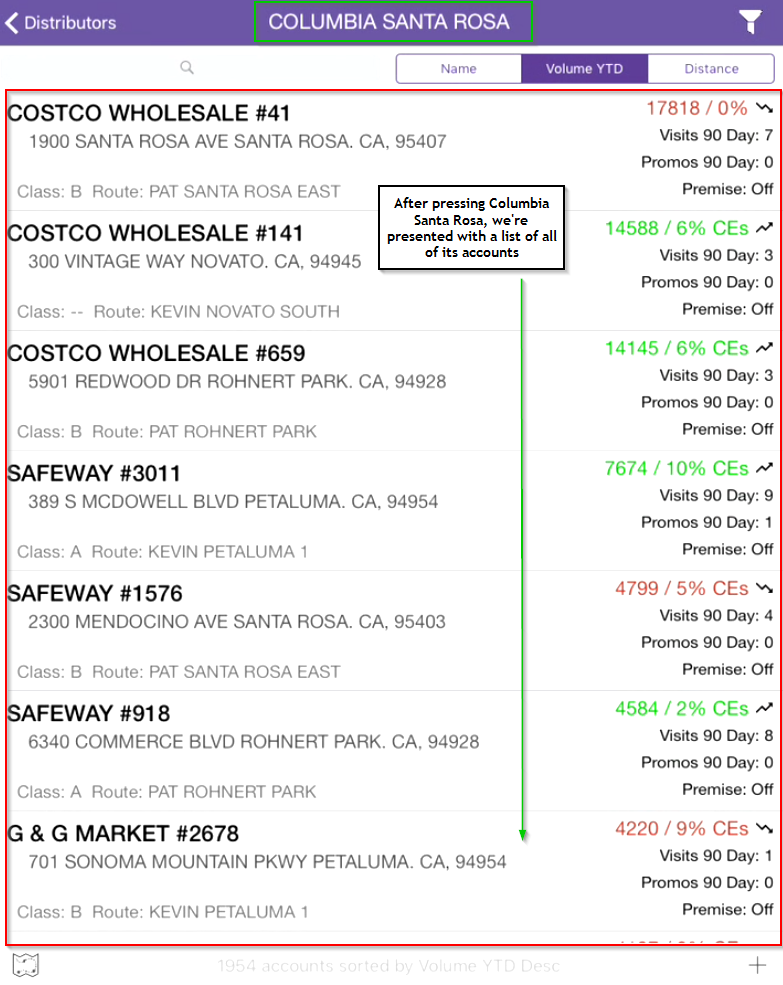 Distributors
COLUMBIA SANTA ROSA
Name
Volume YTD
Distance
COSTCO WHOLESALE #41
17818 / 0%
1900 SANTA ROSA AVE SANTA ROSA. CA, 95407
Visits 90 Day: 7
Promos 90 Day: 0
Class: B Route: PAT SANTA ROSA EAST
Premise: Off
After pressing Columbia
Santa Rosa, we're
presented with a list of all
of its accounts
COSTCO WHOLESALE #141
14588 / 6% CEs
300 VINTAGE WAY NOVATO. CA, 94945
Visits 90 Day: 3
Promos 90 Day: 0
Class: -- Route: KEVIN NOVATO SOUTH
Premise: Off
COSTCO WHOLESALE #659
14145 / 6% CEs
5901 REDWOOD DR ROHNERT PARK. CA, 94928
Visits 90 Day: 3
Promos 90 Day: 0
Class: B Route: PAT ROHNERT PARK
Premise: Off
SAFEWAY #3011
7674 / 10% CEs
389 S MCDOWELL BLVD PETALUMA. CA, 94954
Visits 90 Day: 9
Promos 90 Day: 1
Class: A Route: KEVIN PETALUMA 1
Premise: Off
SAFEWAY #1576
4799 / 5% CEs
2300 MENDOCINO AVE SANTA ROSA. CA, 95403
Visits 90 Day: 4
Promos 90 Day: 0
Class: B Route: PAT SANTA ROSA EAST
Premise: Off
SAFEWAY #918
4584 / 2% CEs
6340 COMMERCE BLVD ROHNERT PARK. CA, 94928
Visits 90 Day: 8
Promos 90 Day: 0
Class: A Route: PAT ROHNERT PARK
Premise: Off
G & G MARKET #2678
4220 / 9% CEs
701 SONOMA MOUNTAIN PKWY PETALUMA. CA, 94954
Visits 90 Day: 1
Promos 90 Day: 0
Class: B Route: KEVIN PETALUMA 1
Premise: Off
1954 accounts sorted by Volume YTD Desc